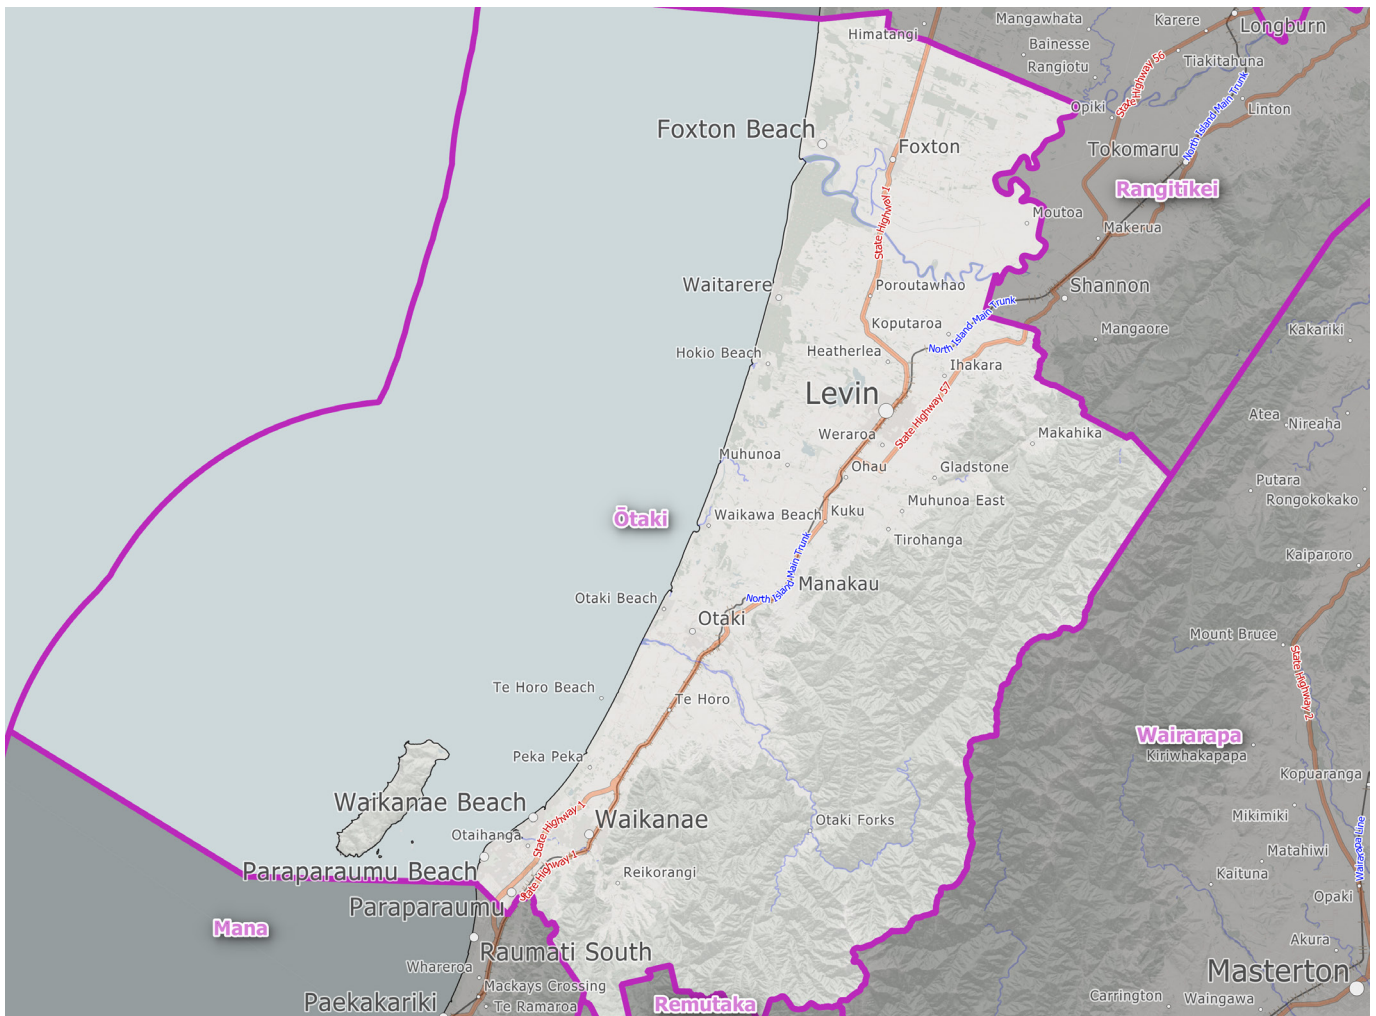 Mangawhata
Karere
Longburn
Himatangi
Bainesse
Tiakitahuna
Rangiotu
State Highway 56
Opiki
Linton
North Island Main Trunk
Foxton Beach
Foxton
Tokomaru
Rangitīkei
State Highway 1
Moutoa
Makerua
Waitarere
Poroutawhao
Shannon
North Island Main Trunk
Koputaroa
Mangaore
Kakariki
Hokio Beach
Heatherlea
Ihakara
Levin
State Highway 57
Atea
Nireaha
Weraroa
Makahika
Muhunoa
Ohau
Gladstone
Putara
Rongokokako
Muhunoa East
Ōtaki
Waikawa Beach
Kuku
Tirohanga
Kaiparoro
North Island Main Trunk
Manakau
Otaki Beach
Otaki
Mount Bruce
State Highway 2
Te Horo Beach
Te Horo
Wairarapa
Kiriwhakapapa
Peka Peka
Kopuaranga
Waikanae Beach
State Highway 1
Waikanae
Otaki Forks
Mikimiki
Otaihanga
Wairarapa Line
Matahiwi
Paraparaumu Beach
State Highway 1
Reikorangi
Kaituna
Opaki
Paraparaumu
Mana
Raumati South
Akura
Whareroa
Masterton
Mackays Crossing
Paekakariki
Te Ramaroa
Remutaka
Carrington
Waingawa